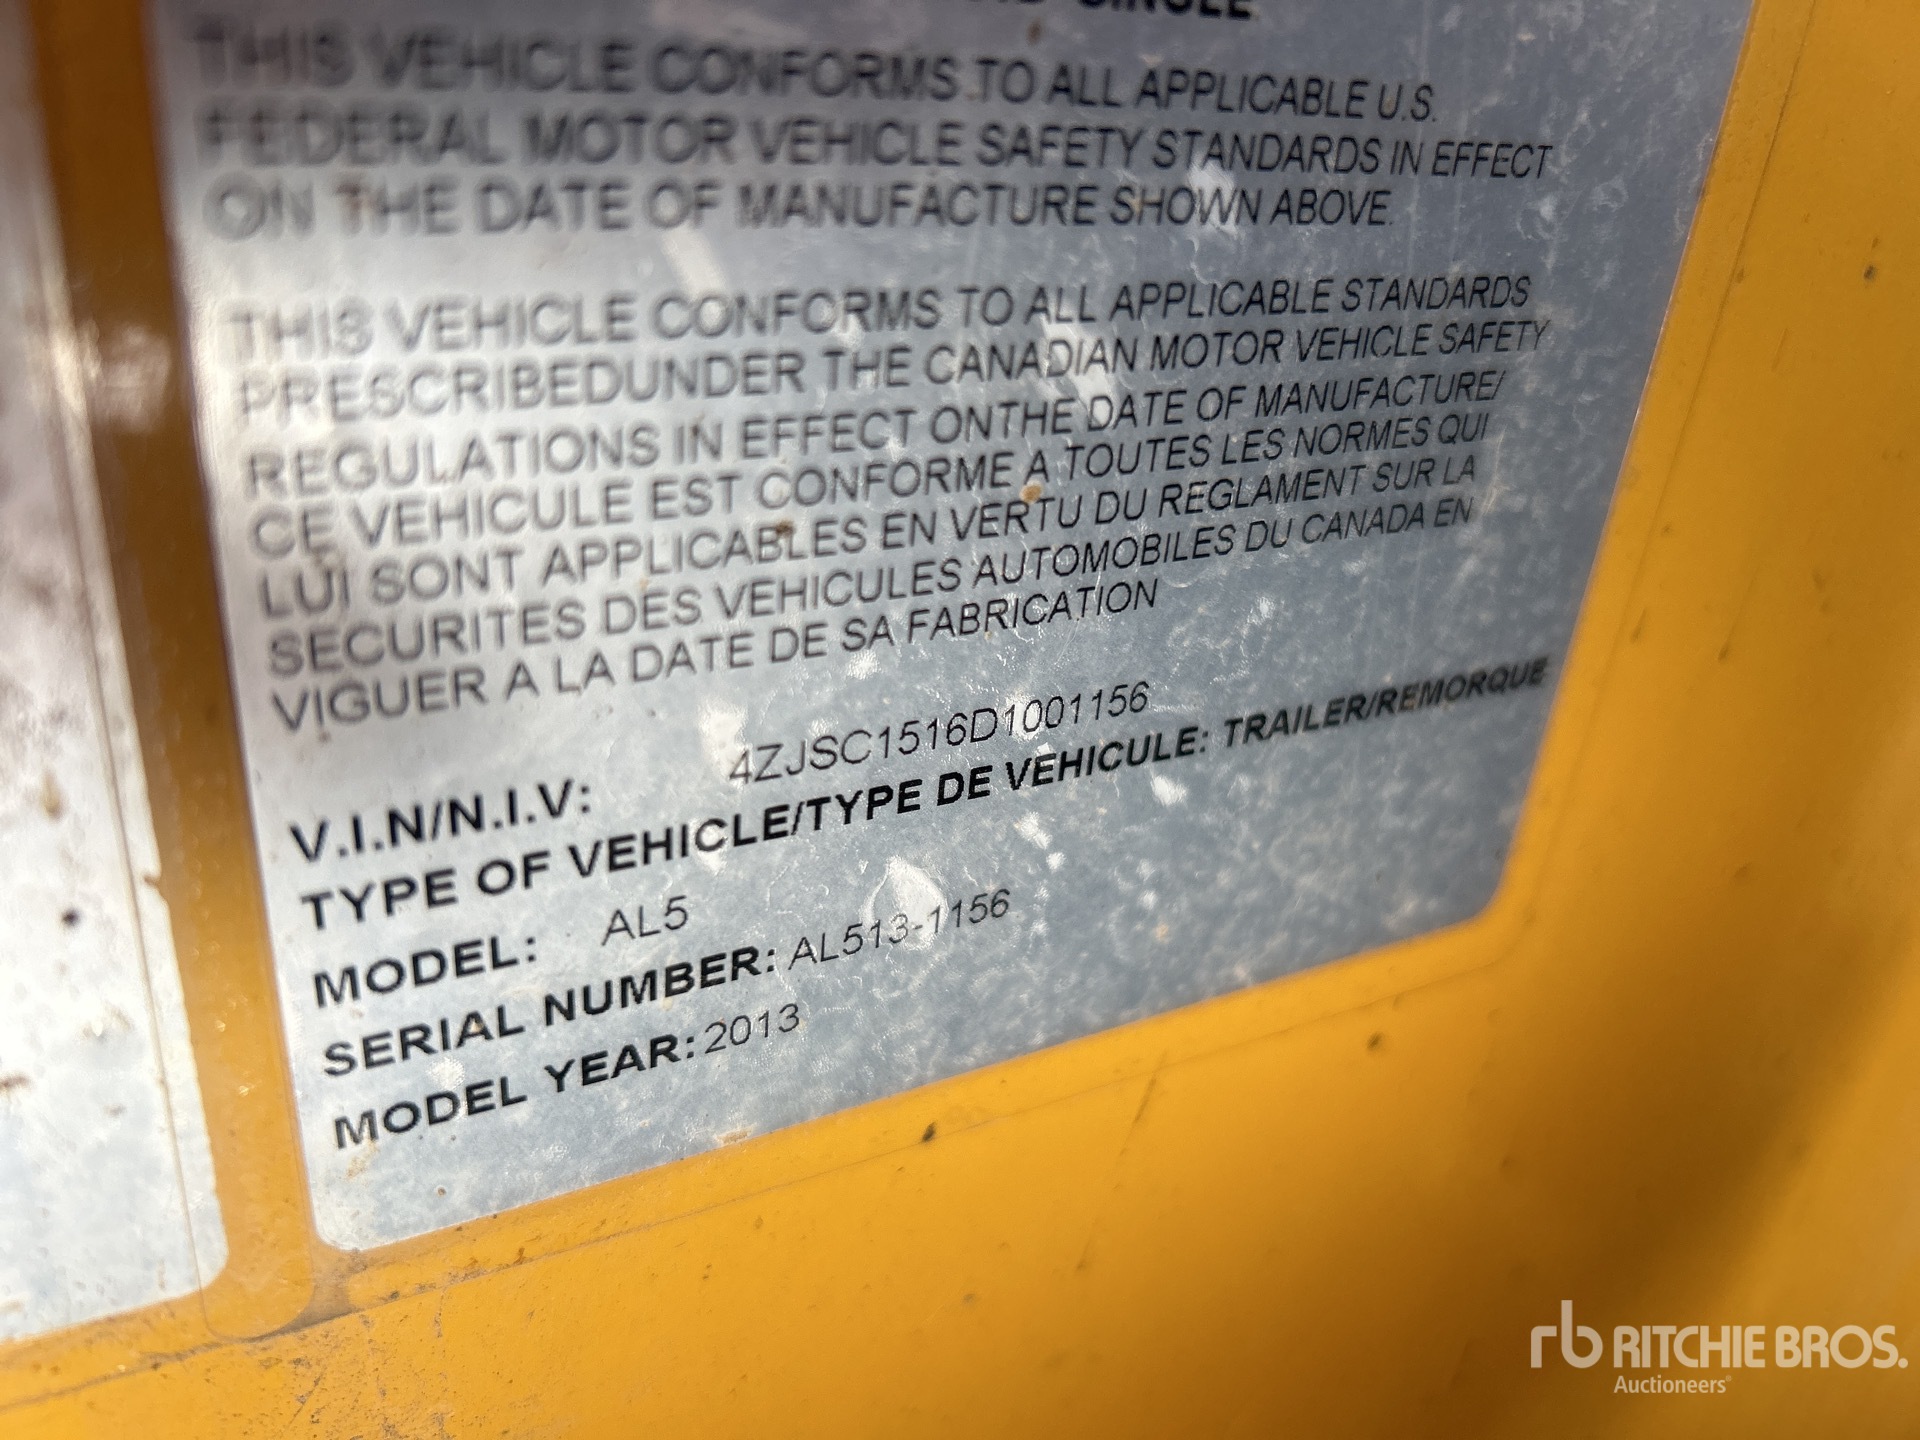 SINGLE
THIS VEHICLE CONFORMS TO ALL APPLICABLE U.S.
FEDERAL MOTOR VEHICLE SAFETY STANDARDS IN EFFECT
ON THE DATE OF MANUFACTURE SHOWN ABOVE.
THIS VEHICLE CONFORMS TO ALL APPLICABLE STANDARDS
PRESCRIBEDUNDER THE CANADIAN MOTOR VEHICLE SAFETY
REGULATIONS IN EFFECT ONTHE DATE OF MANUFACTURE/
CE VEHICULE EST CONFORME A TOUTES LES NORMES QUI
LUI SONT APPLICABLES EN VERTU DU REGLAMENT SUR LA
SECURITES DES VEHICULES AUTOMOBILES DU CANADA EN
VIGUER A LA DATE DE SA FABRICATION
V.I.N/N.I.V: 4ZJSC1516D1001156
TYPE OF VEHICLE/TYPE DE VEHICULE: TRAILER/REMORQUE
MODEL: AL5
SERIAL NUMBER: AL513-1156
MODEL YEAR: 2013
rb RITCHIE BROS.
Auctioneers